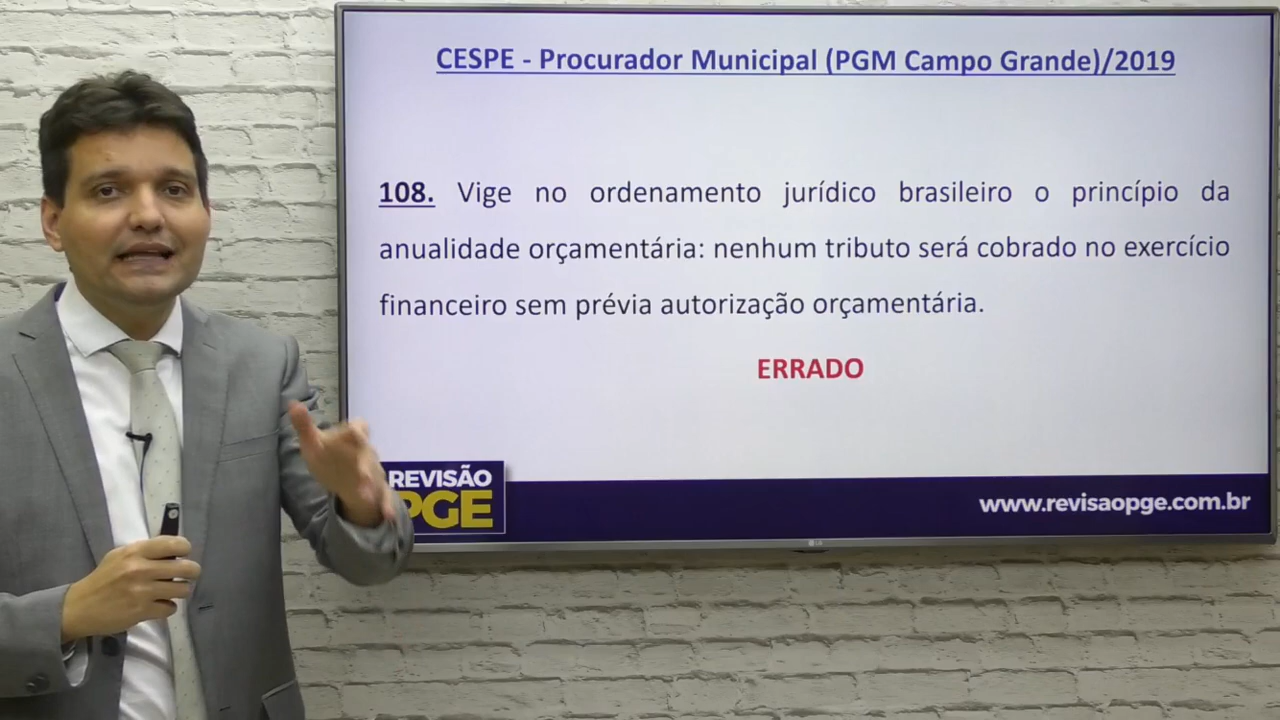 CESPE - Procurador Municipal (PGM Campo Grande)/2019
108. Vige no ordenamento jurídico brasileiro o princípio da
anualidade orçamentária: nenhum tributo será cobrado no exercício
financeiro sem prévia autorização orçamentária.
ERRADO
REVISÃO
PGE
www.revisaopge.com.br
LG